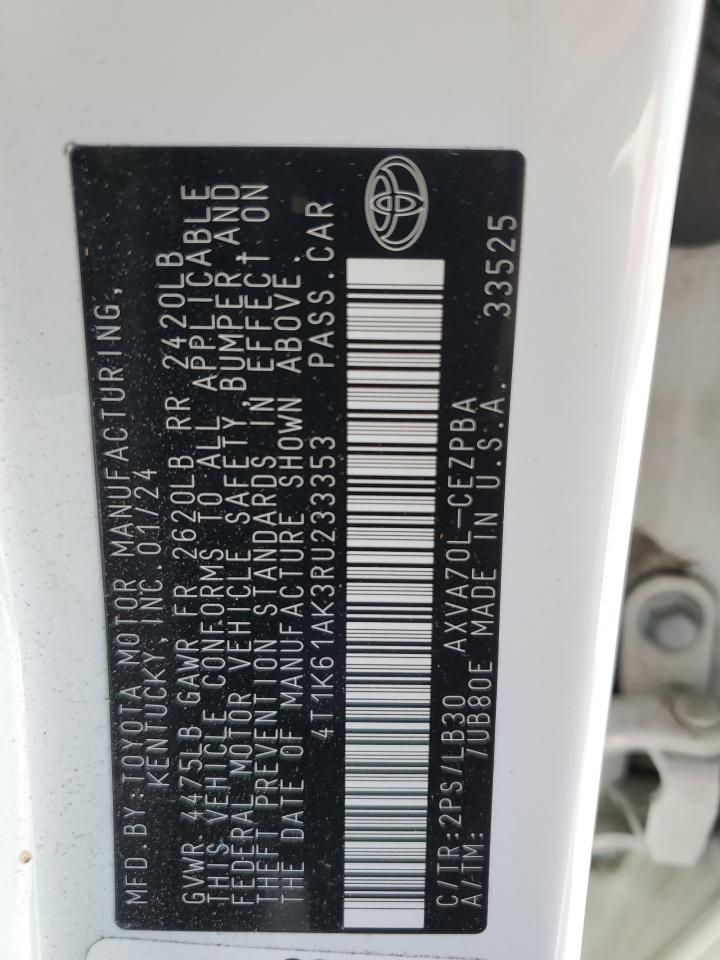 MFD.BY:TOYOTA MOTOR MANUFACTURING,
KENTUCKY,INC.01/24
GVWR 4475LB GAWR FR 2620LB RR 2420LB
THIS VEHICLE CONFORMS TO ALL APPLICABLE
FEDERAL MOTOR VEHICLE SAFETY,BUMPER,AND
THEFT PREVENTION STANDARDS IN EFFECT ON
THE DATE OF MANUFACTURE SHOWN ABOVE.
4T1K61AK3RU233353 PASS.CAR
C/TR:2PS/LB30 AXVA70L-CEZPBA
A/TM: /UB80E MADE IN U.S.A. 33525